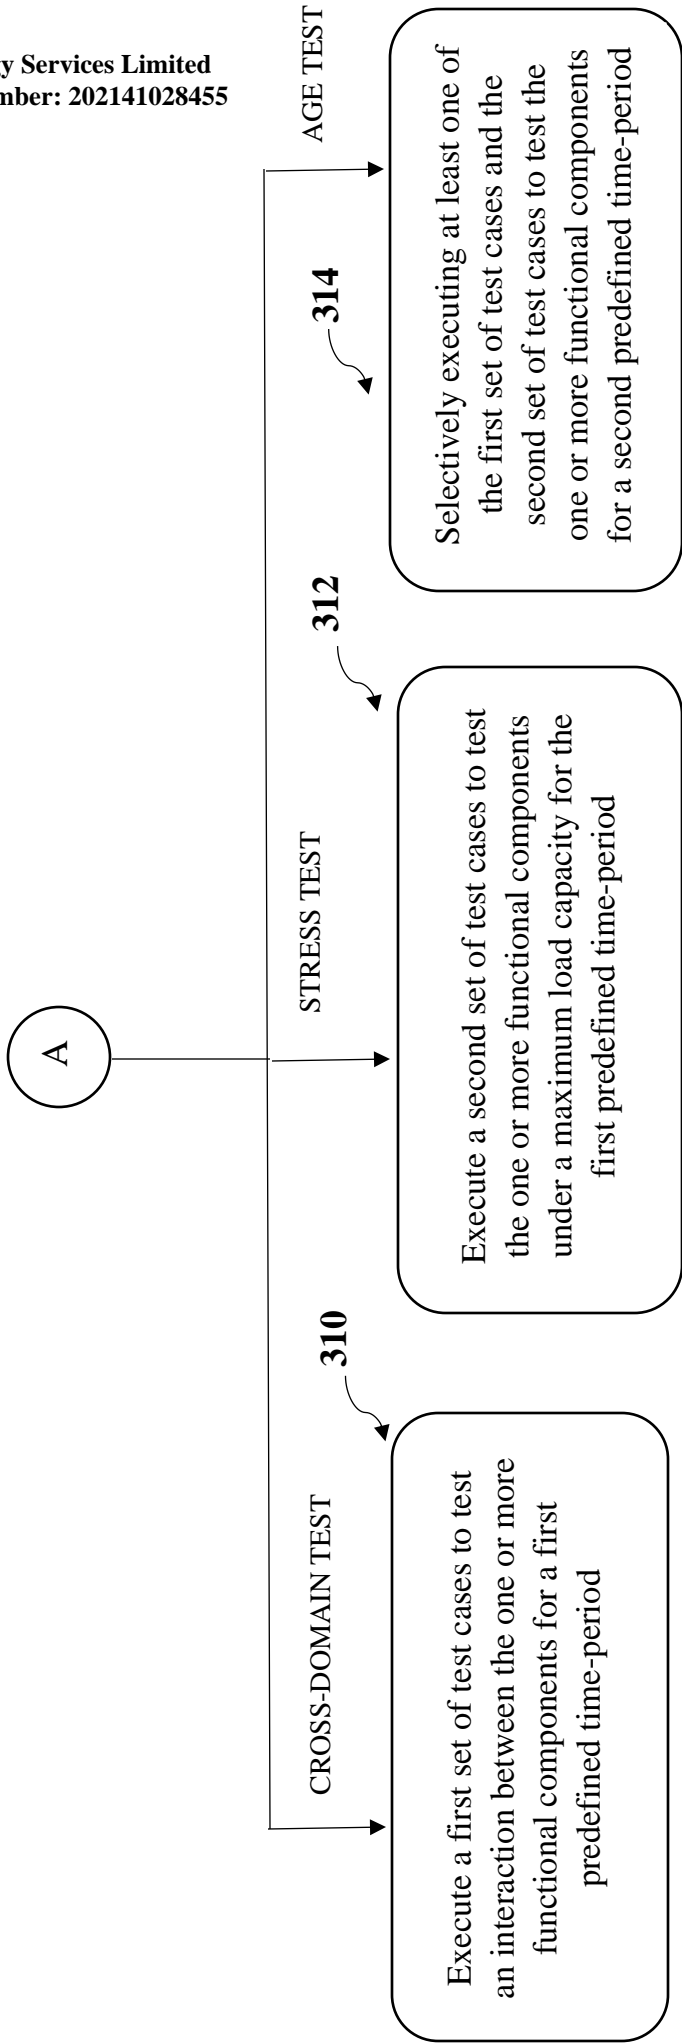 y Services Limited
mber: 202141028455
A
CROSS-DOMAIN TEST
310
Execute a first set of test cases to test
an interaction between the one or more
functional components for a first
predefined time-period
STRESS TEST
312
Execute a second set of test cases to test
the one or more functional components
under a maximum load capacity for the
first predefined time-period
AGE TEST
314
Selectively executing at least one of
the first set of test cases and the
second set of test cases to test the
one or more functional components
for a second predefined time-period